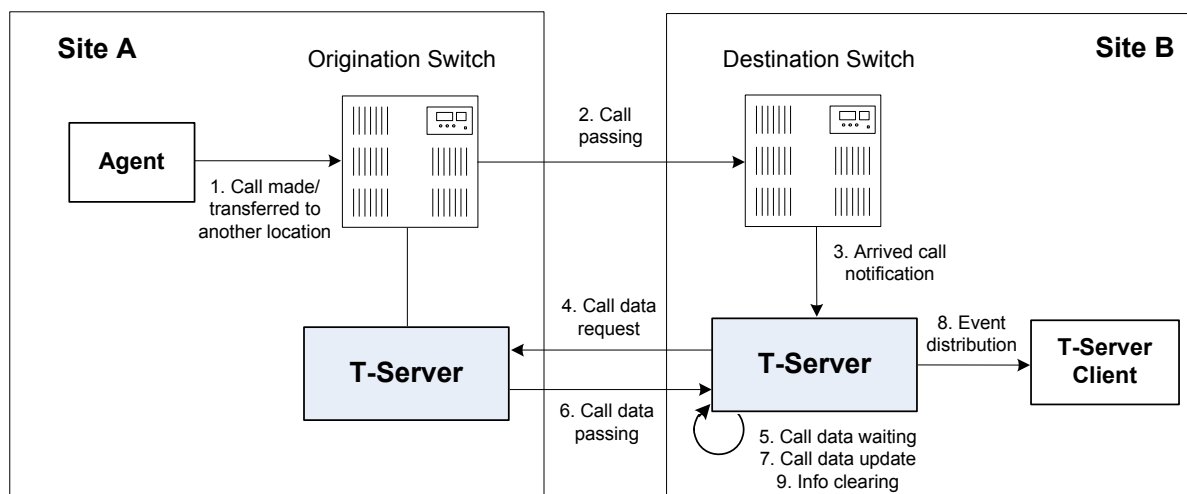 Site A
Origination Switch
Agent
1. Call made/
transferred to
another location
2. Call
passing
Destination Switch
Site B
3. Arrived call
notification
4. Call data
request
T-Server
6. Call data
passing
T-Server
5. Call data waiting
7. Call data update
9. Info clearing
8. Event
distribution
T-Server
Client